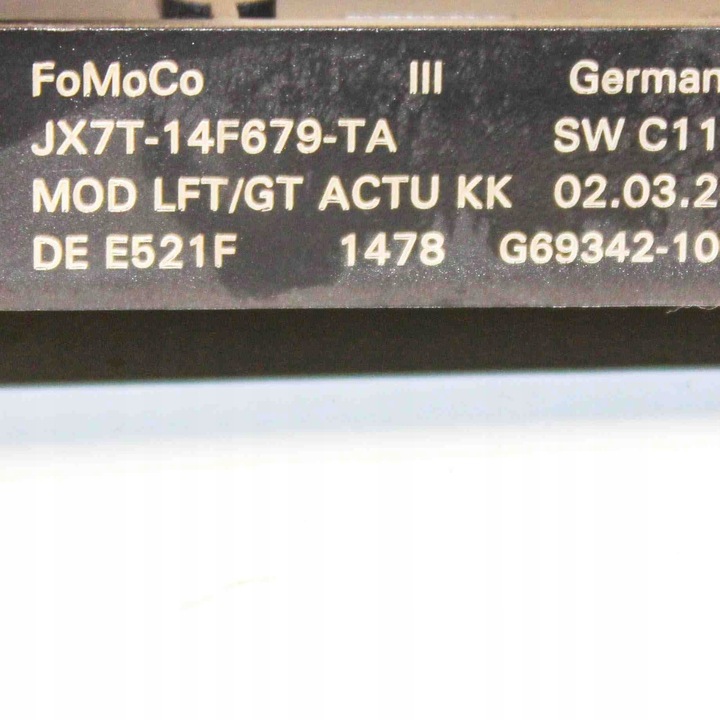 FoMoCo III German
JX7T-14F679-TA SW C11
MOD LFT/GT ACTU KK 02.03.2
DE E521F 1478 G69342-10